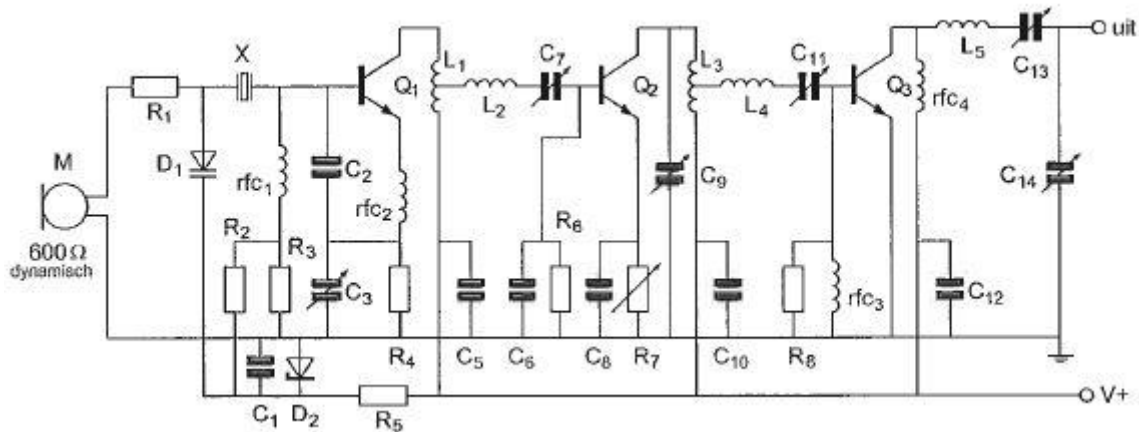 L5
C13
uit
X
C7
L1
Q1
L2
Q2
L3
C11
L4
Q3
rfc4
R1
D1
M
rfc1
C2
rfc2
C9
C14
600 Ω
dynamisch
R2
R3
C3
R6
rfc3
C12
R4
C5
C6
C8
R7
C10
R8
C1
D2
R5
V+